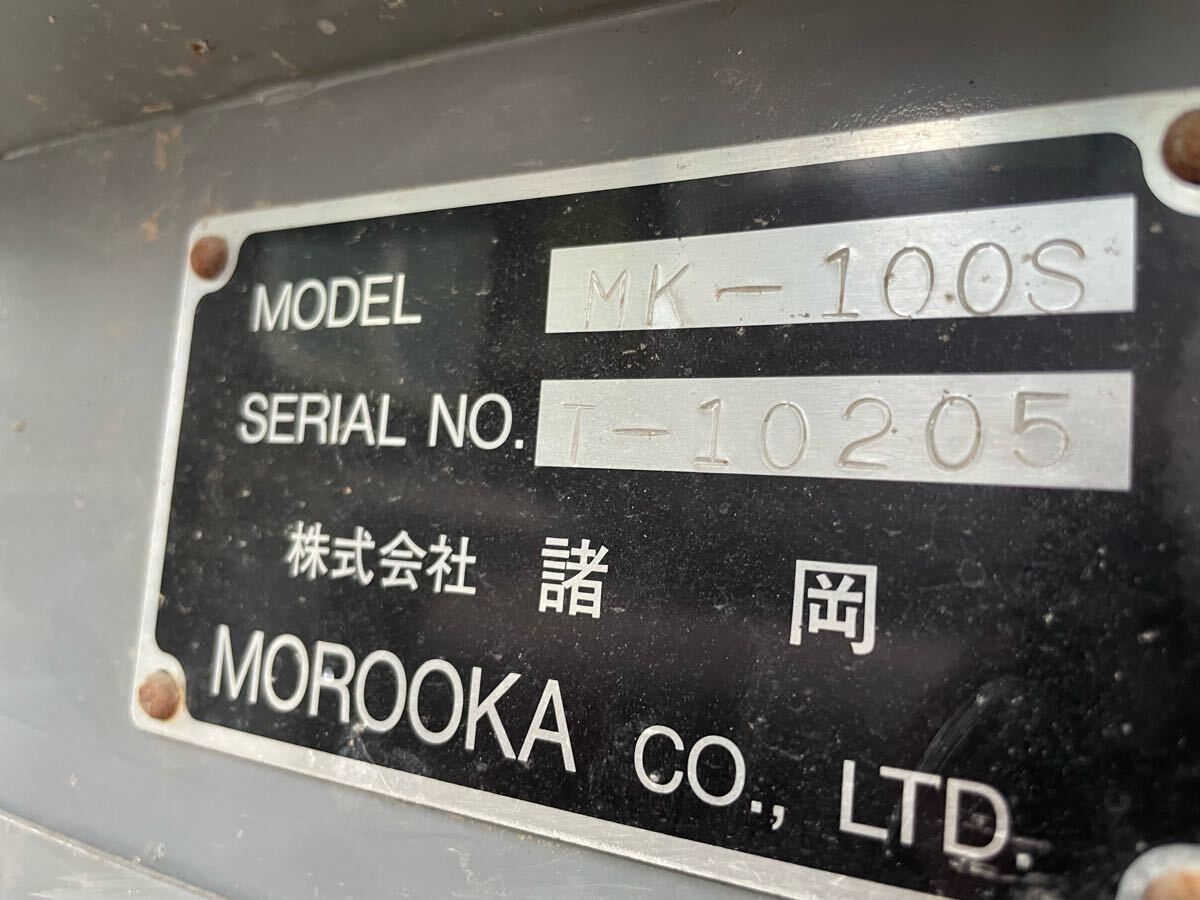 MODEL MK-100S
SERIAL NO. T-10205
株式会社 諸 岡
MOROOKA CO., LTD.